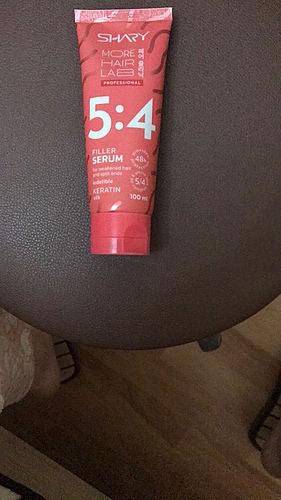 SHARY
MORE
HAIR
LAB
PROFESSIONAL
5:4
FILLER
SERUM
for weakened hair
and split ends
indelible
KERATIN
silk
48h
5/4
100 ml